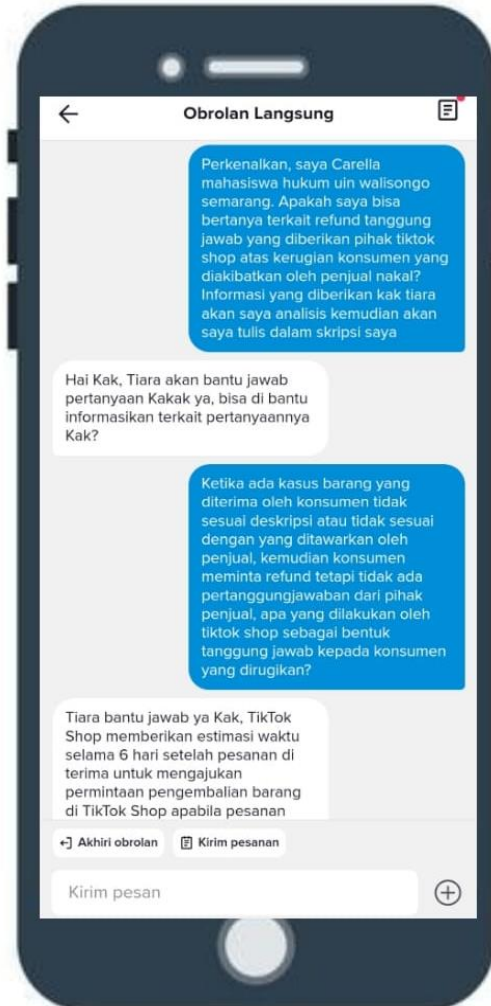 Obrolan Langsung
Perkenalkan, saya Carella
mahasiswa hukum uin walisongo
semarang. Apakah saya bisa
bertanya terkait refund tanggung
jawab yang diberikan pihak tiktok
shop atas kerugian konsumen yang
diakibatkan oleh penjual nakal?
Informasi yang diberikan kak tiara
akan saya analisis kemudian akan
saya tulis dalam skripsi saya
Hai Kak, Tiara akan bantu jawab
pertanyaan Kakak ya, bisa di bantu
informasikan terkait pertanyaannya
Kak?
Ketika ada kasus barang yang
diterima oleh konsumen tidak
sesuai deskripsi atau tidak sesuai
dengan yang ditawarkan oleh
penjual, kemudian konsumen
meminta refund tetapi tidak ada
pertanggungjawaban dari pihak
penjual, apa yang dilakukan oleh
tiktok shop sebagai bentuk
tanggung jawab kepada konsumen
yang dirugikan?
Tiara bantu jawab ya Kak, TikTok
Shop memberikan estimasi waktu
selama 6 hari setelah pesanan di
terima untuk mengajukan
permintaan pengembalian barang
di TikTok Shop apabila pesanan
Akhiri obrolan Kirim pesanan
Kirim pesan